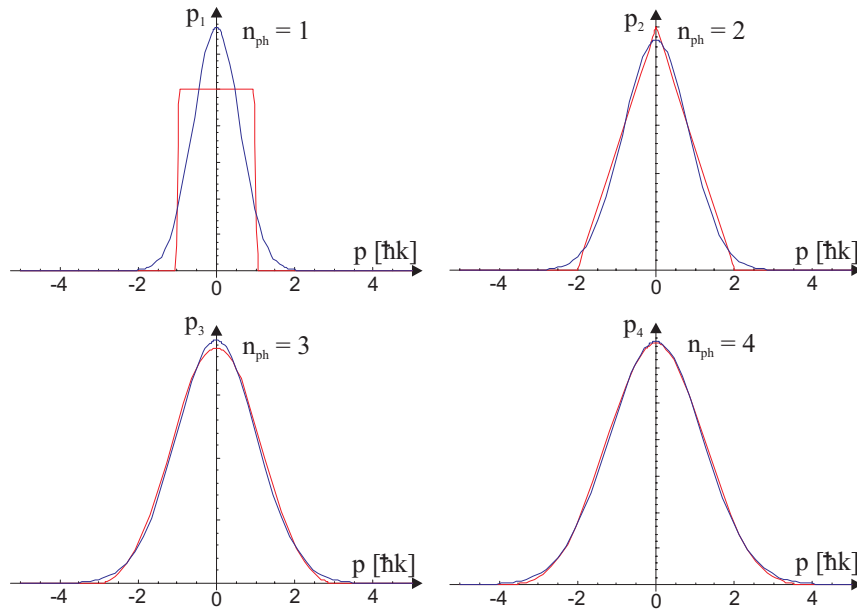 p₁ nₚₕ = 1
p [ħk]
-4 -2 0 2 4
p₂ nₚₕ = 2
p [ħk]
-4 -2 0 2 4
p₃ nₚₕ = 3
p [ħk]
-4 -2 0 2 4
p₄ nₚₕ = 4
p [ħk]
-4 -2 0 2 4